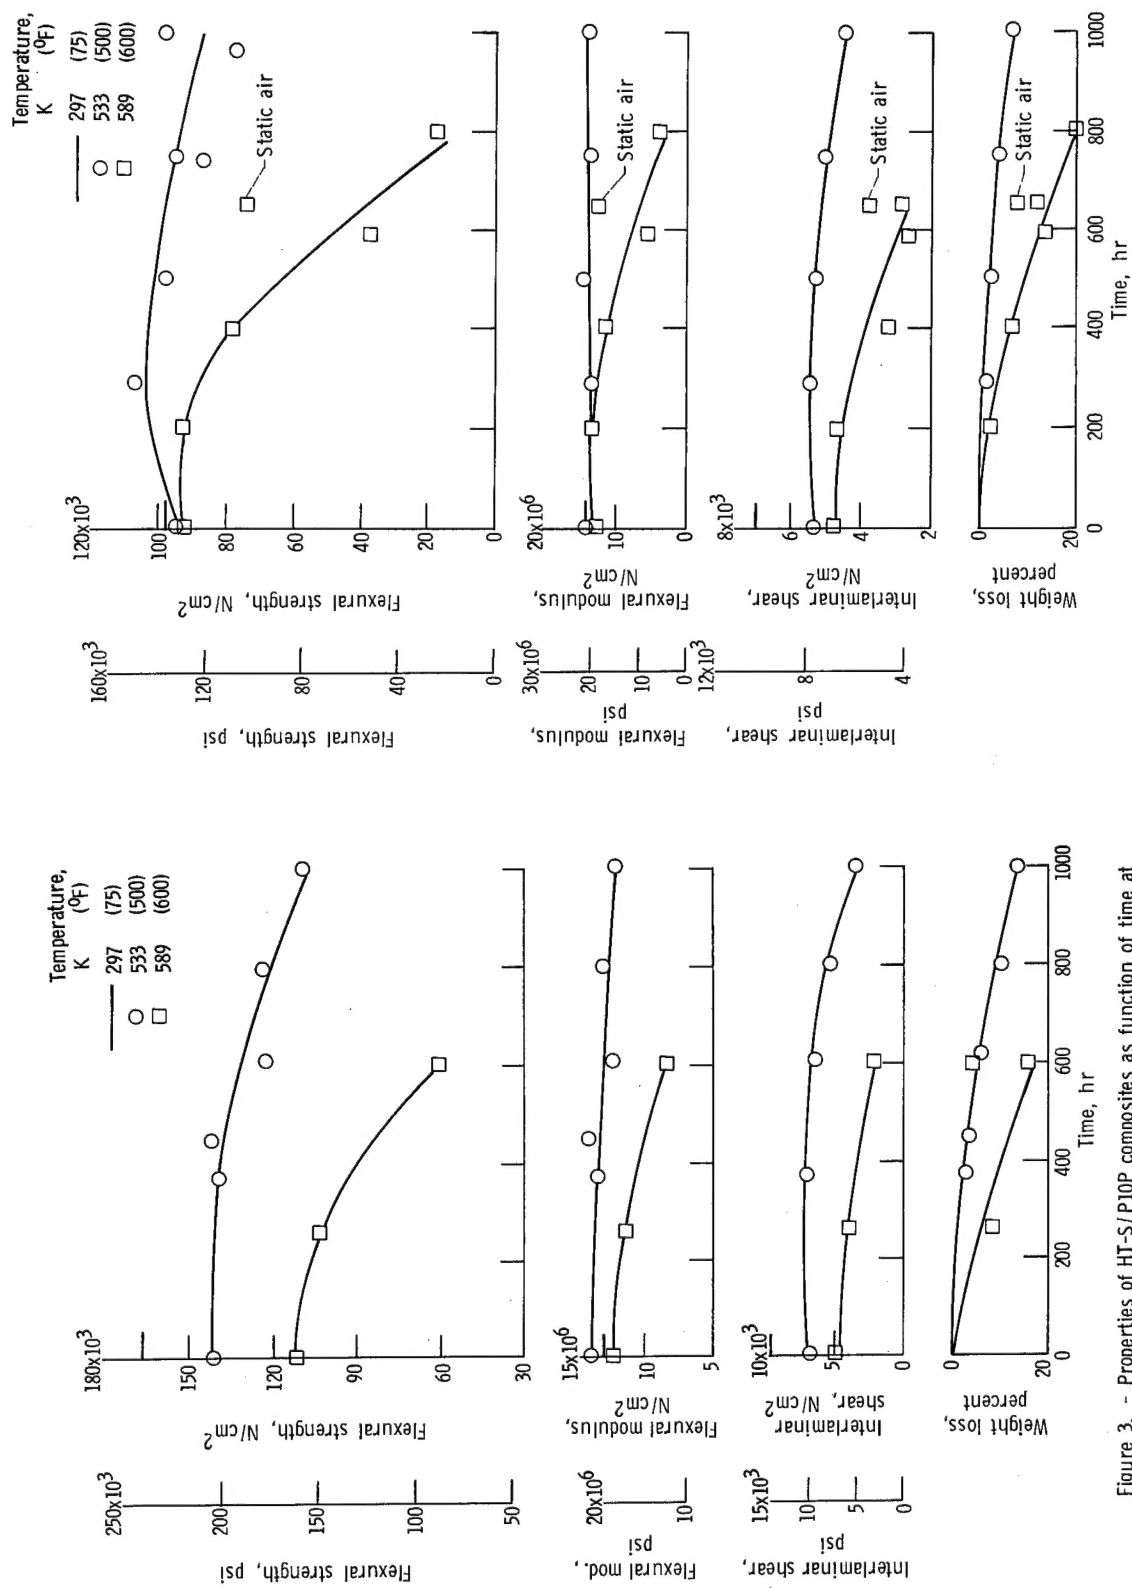 Temperature,
K (°F)
297 (75)
533 (500)
589 (600)
250x10³
200
150
100
50
Flexural strength, psi
180x10³
150
120
90
60
30
Flexural strength, N/cm²
20x10⁶
10
Flexural mod., psi
15x10⁶
10
5
Flexural modulus, N/cm²
15x10³
10
5
0
Interlaminar shear, psi
10x10³
5
0
Interlaminar shear, N/cm²
0
20
Weight loss, percent
0
200
400
600
800
1000
Time, hr
Figure 3. - Properties of HT-S/P10P composites as function of time at
Temperature,
K (°F)
297 (75)
533 (500)
589 (600)
160x10³
120
80
40
0
Flexural strength, psi
120x10³
100
80
60
40
20
Flexural strength, N/cm²
Static air
30x10⁶
20
10
0
Flexural modulus, psi
20x10⁶
10
0
Flexural modulus, N/cm²
Static air
12x10³
8
4
Interlaminar shear, psi
8x10³
6
4
2
Interlaminar shear, N/cm²
Static air
0
20
Weight loss, percent
Static air
0
200
400
600
800
1000
Time, hr